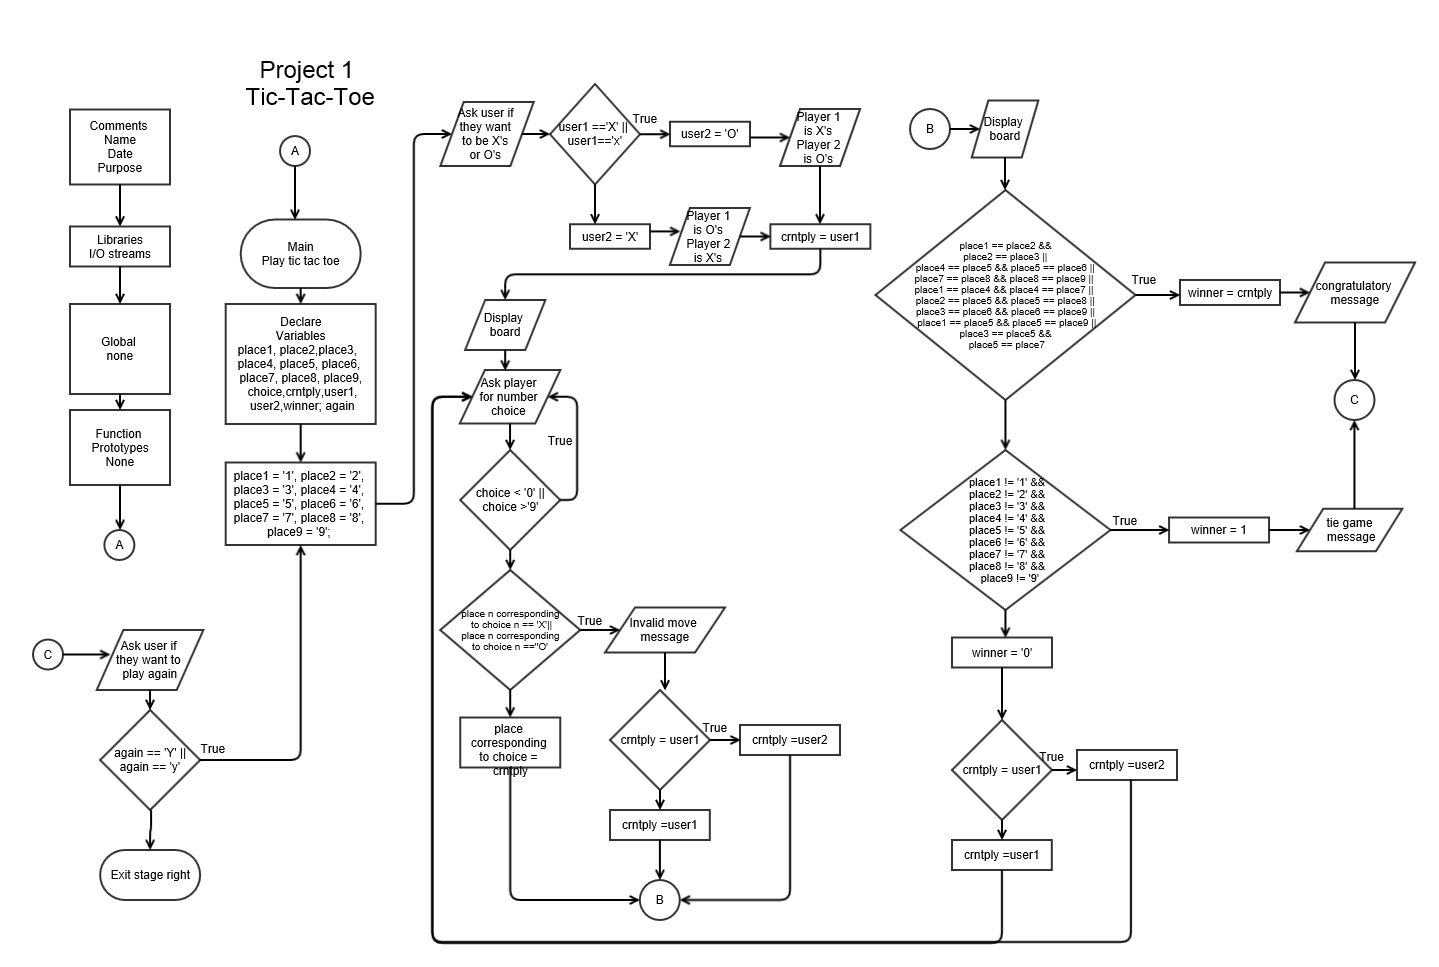 Project 1
Tic-Tac-Toe
Comments
Name
Date
Purpose
Libraries
I/O streams
Global
none
Function
Prototypes
None
A
A
Main
Play tic tac toe
Declare
Variables
place1, place2,place3,
place4, place5, place6,
place7, place8, place9,
choice,crntply,user1,
user2,winner; again
place1 = '1', place2 = '2',
place3 = '3', place4 = '4',
place5 = '5', place6 = '6',
place7 = '7', place8 = '8',
place9 = '9';
C
Ask user if
they want to
play again
again == 'Y' ||
again == 'y'
True
Exit stage right
Ask user if
they want
to be X's
or O's
user1 =='X' ||
user1=='x'
True
user2 = 'O'
Player 1
is X's
Player 2
is O's
user2 = 'X'
Player 1
is O's
Player 2
is X's
crntply = user1
Display
board
Ask player
for number
choice
True
choice < '0' ||
choice >'9'
place n corresponding
to choice n == 'X'||
place n corresponding
to choice n =="O'
True
Invalid move
message
place
corresponding
to choice =
crntply
crntply = user1
True
crntply =user2
crntply =user1
B
B
Display
board
place1 == place2 &&
place2 == place3 ||
place4 == place5 && place5 == place6 ||
place7 == place8 && place8 == place9 ||
place1 == place4 && place4 == place7 ||
place2 == place5 && place5 == place8 ||
place3 == place6 && place6 == place9 ||
place1 == place5 && place5 == place9 ||
place3 == place5 &&
place5 == place7
True
winner = crntply
congratulatory
message
C
place1 != '1' &&
place2 != '2' &&
place3 != '3' &&
place4 != '4' &&
place5 != '5' &&
place6 != '6' &&
place7 != '7' &&
place8 != '8' &&
place9 != '9'
True
winner = 1
tie game
message
winner = '0'
crntply = user1
True
crntply =user2
crntply =user1